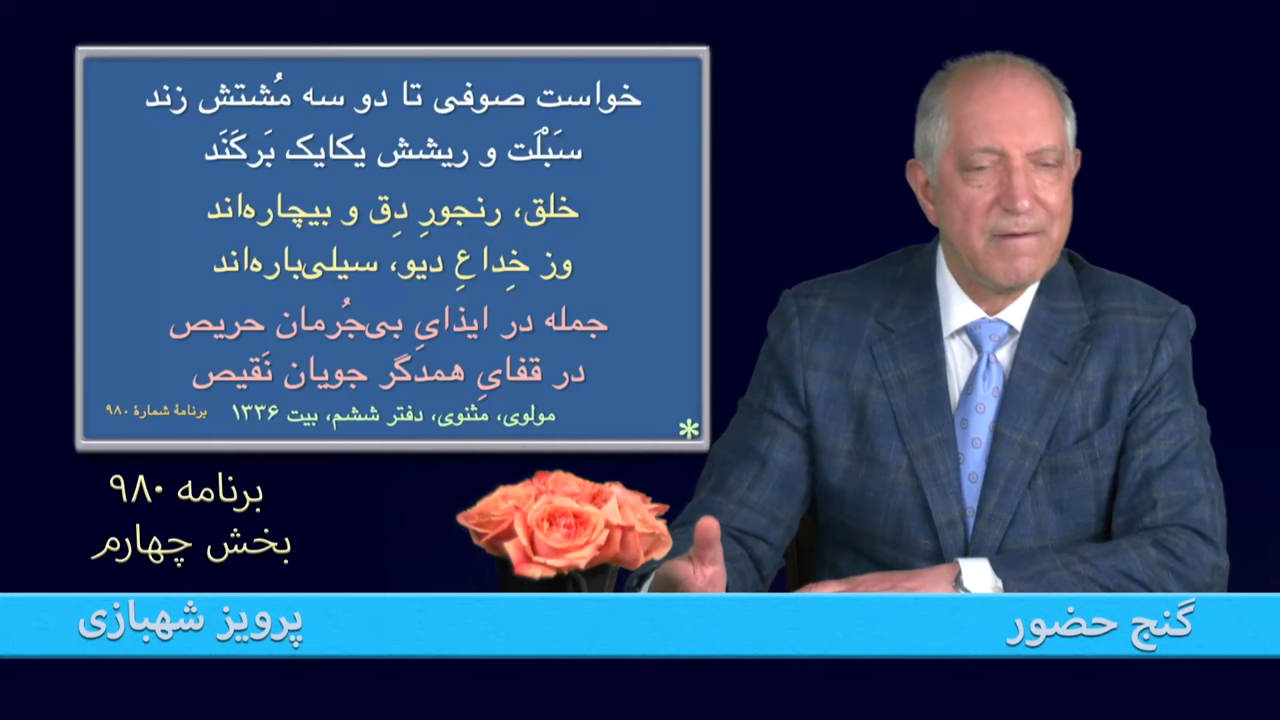 خواست صوفی تا دو سه مُشتش زند
سَبْلَت و ریشش یکایک بَرکَنَد
خلق، رنجورِ دِق و بیچاره‌اند
وز خِداعِ دیو، سیلی‌باره‌اند
جمله در ایذایِ بی‌جُرمان حریص
در قفایِ همدگر جویان نَقیص
مولوی، مثنوی، دفتر ششم، بیت ۱۳۳۶
برنامهٔ شمارهٔ ۹۸۰
*
برنامه ۹۸۰
بخش چهارم
گنج حضور
پرویز شهبازی